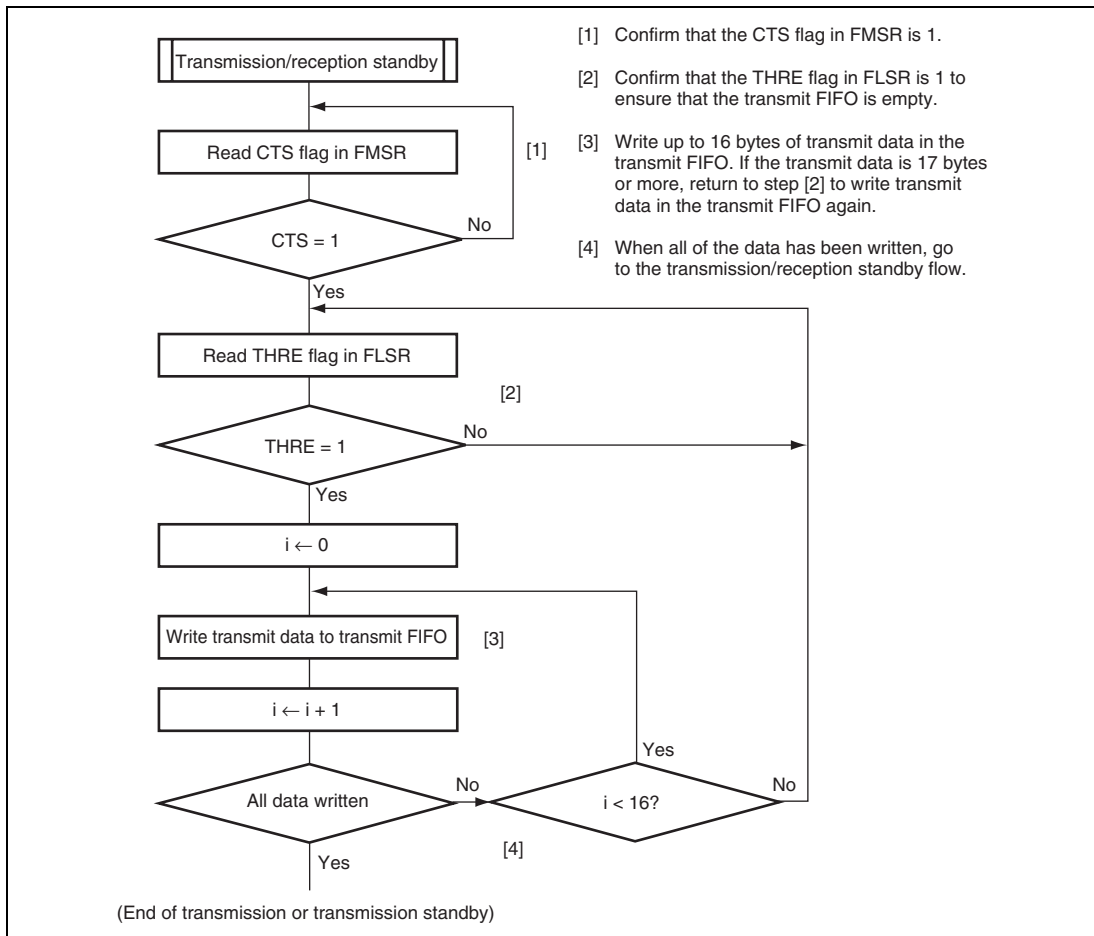 Transmission/reception standby
Read CTS flag in FMSR
[1]
CTS = 1
No
Yes
Read THRE flag in FLSR
[2]
THRE = 1
No
Yes
i ← 0
Write transmit data to transmit FIFO
[3]
i ← i + 1
Yes
All data written
No
i < 16?
No
[4]
Yes
(End of transmission or transmission standby)
[1] Confirm that the CTS flag in FMSR is 1.
[2] Confirm that the THRE flag in FLSR is 1 to
ensure that the transmit FIFO is empty.
[3] Write up to 16 bytes of transmit data in the
transmit FIFO. If the transmit data is 17 bytes
or more, return to step [2] to write transmit
data in the transmit FIFO again.
[4] When all of the data has been written, go
to the transmission/reception standby flow.